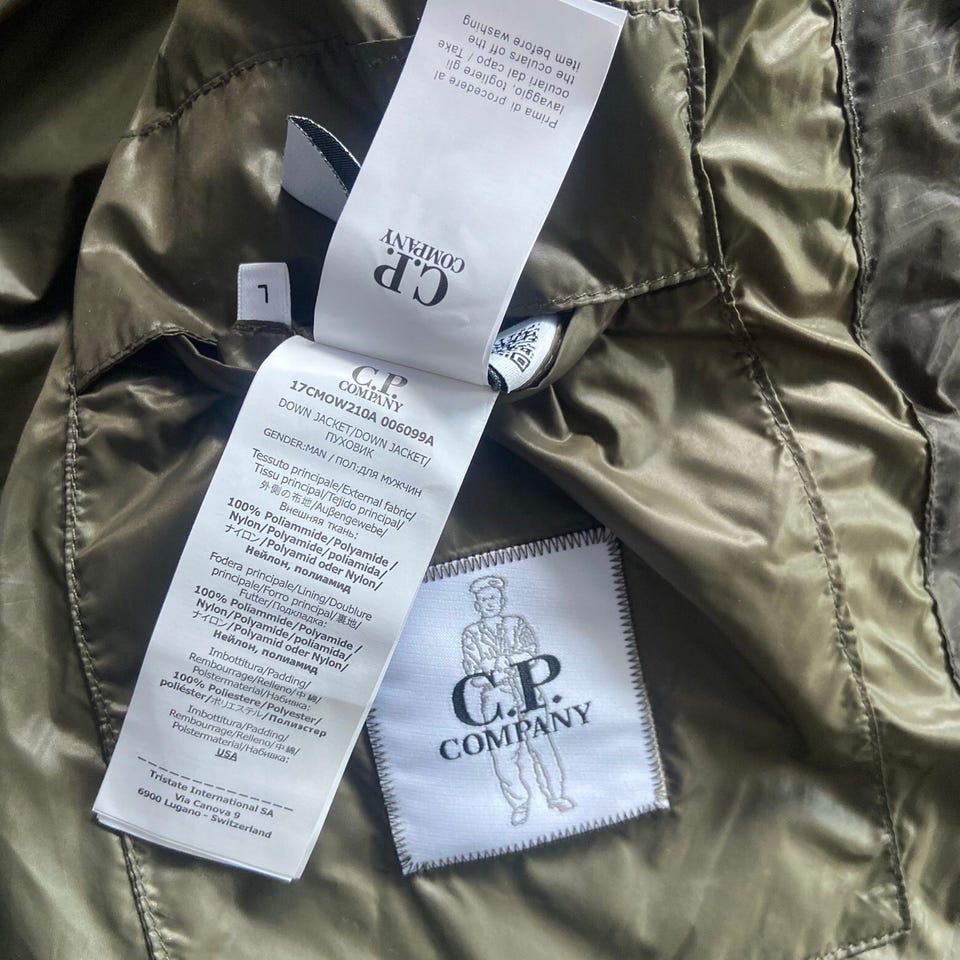 Prima di procedere al
lavaggio, togliere gli
oculari dal capo / Take
the oculars off the
item before washing
C.P.
COMPANY
L
C.P.
COMPANY
17CMOW210A 006099A
DOWN JACKET/DOWN JACKET/
ПУХОВИК
GENDER:MAN / ПОЛ:ДЛЯ МУЖЧИН
Tessuto principale/External fabric/
Tissu principal/Tejido principal/
外側の布地/Außengewebe/
Внешняя ткань:
100% Poliammide/Polyamide/
Nylon/Polyamide/poliamida/
ナイロン/Polyamid oder Nylon/
Нейлон, полиамид
Fodera principale/Lining/Doublure
principale/Forro principal/裏地/
Futter/Подкладка:
100% Poliammide/Polyamide/
Nylon/Polyamide/poliamida/
ナイロン/Polyamid oder Nylon/
Нейлон, полиамид
Imbottitura/Padding/
Rembourrage/Relleno/中綿/
Polstermaterial/Набивка:
100% Poliestere/Polyester/
poliéster/ポリエステル/Полиэстер
Imbottitura/Padding/
Rembourrage/Relleno/中綿/
Polstermaterial/Набивка:
USA
Tristate International SA
Via Canova 9
6900 Lugano - Switzerland
C.P.
COMPANY